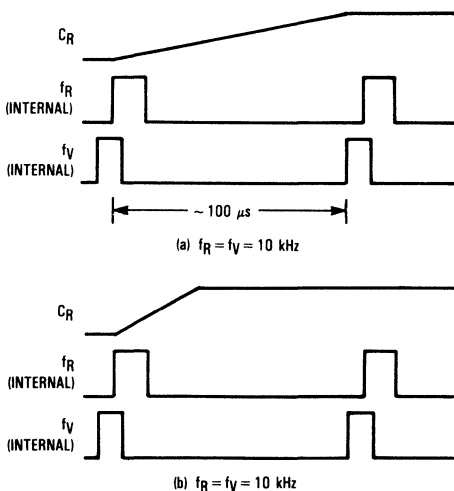 CR
fR
(INTERNAL)
fV
(INTERNAL)
~ 100 μs
(a) fR = fV = 10 kHz
CR
fR
(INTERNAL)
fV
(INTERNAL)
(b) fR = fV = 10 kHz